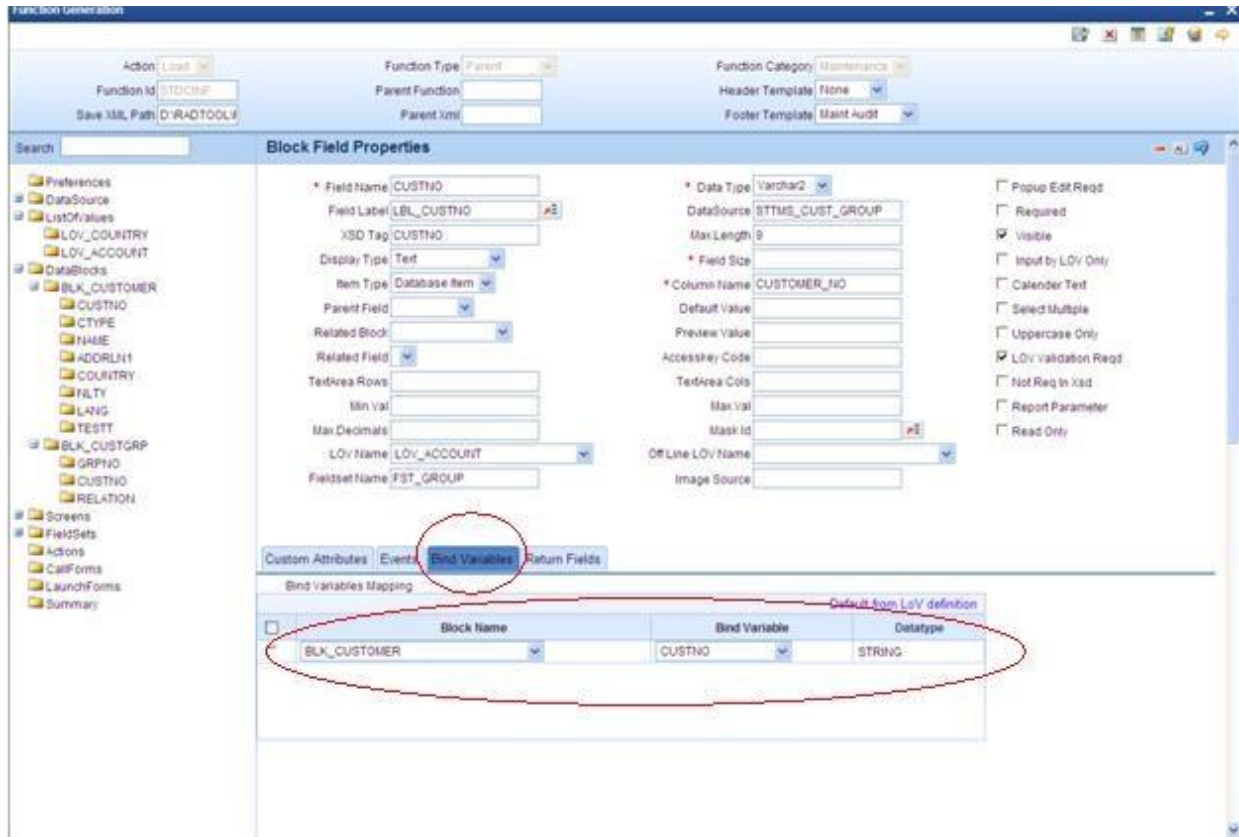 Function Generation
Action Load Function Type Parent Function Category Maintenance
Function Id STDCINF Parent Function Header Template None
Save XML Path D:\RADTOOL\ Parent Xml Footer Template Maint Audit
Search
Block Field Properties
Preferences
DataSource
ListOfValues
LOV_COUNTRY
LOV_ACCOUNT
DataBlocks
BLK_CUSTOMER
CUSTNO
CTYPE
NAME
ADDRLN1
COUNTRY
NLTY
LANG
TESTT
BLK_CUSTGRP
GRPNO
CUSTNO
RELATION
Screens
FieldSets
Actions
CallForms
LaunchForms
Summary
* Field Name CUSTNO * Data Type Varchar2 Popup Edit Reqd
Field Label LBL_CUSTNO DataSource STTMS_CUST_GROUP Required
XSD Tag CUSTNO Max Length 9 Visible
Display Type Text * Field Size Input by LOV Only
Item Type Database Item * Column Name CUSTOMER_NO Calender Text
Parent Field Default Value Select Multiple
Related Block Preview Value Uppercase Only
Related Field Accesskey Code LOV Validation Reqd
TextArea Rows TextArea Cols Not Req In Xsd
Min Val Max Val Report Parameter
Max Decimals Mask Id Read Only
LOV Name LOV_ACCOUNT Off Line LOV Name
Fieldset Name FST_GROUP Image Source
Custom Attributes Events Bind Variables Return Fields
Bind Variables Mapping
Default from LoV definition
Block Name Bind Variable Datatype
BLK_CUSTOMER CUSTNO STRING